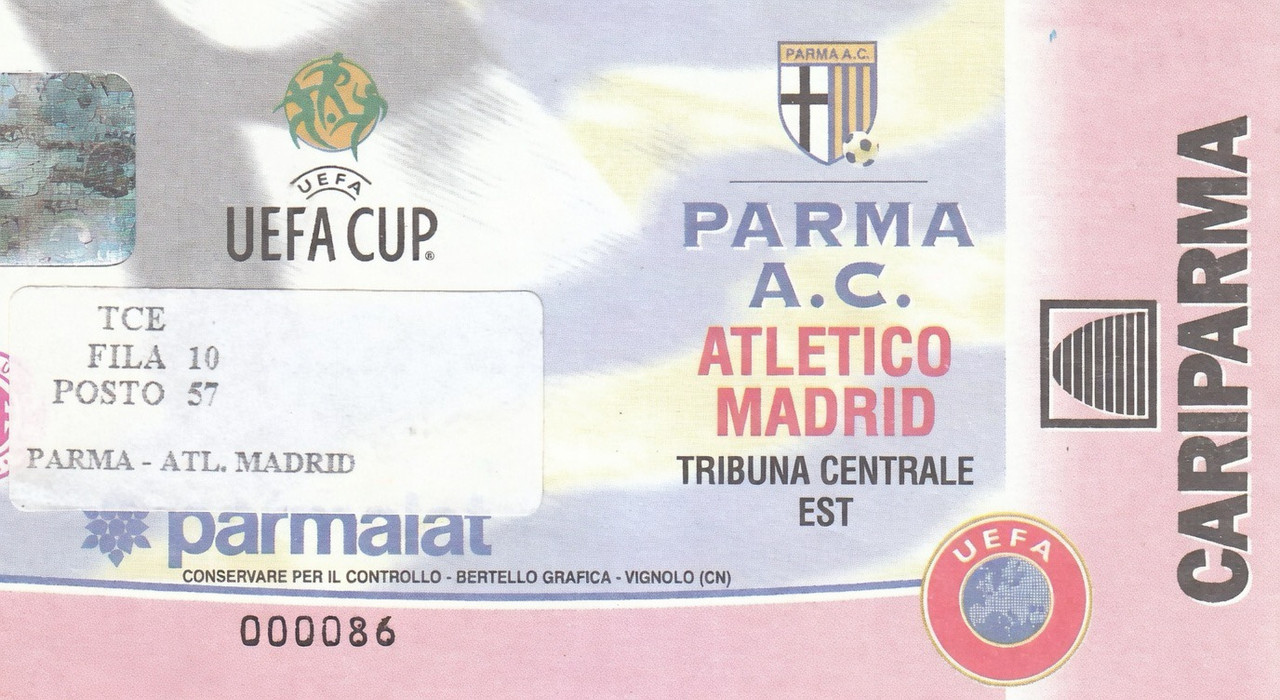 UEFA
UEFA CUP®
TCE
FILA 10
POSTO 57
PARMA - ATL. MADRID
parmalat
CONSERVARE PER IL CONTROLLO - BERTELLO GRAFICA - VIGNOLO (CN)
000086
PARMA A.C.
PARMA
A.C.
ATLETICO
MADRID
TRIBUNA CENTRALE
EST
UEFA
CARIPARMA